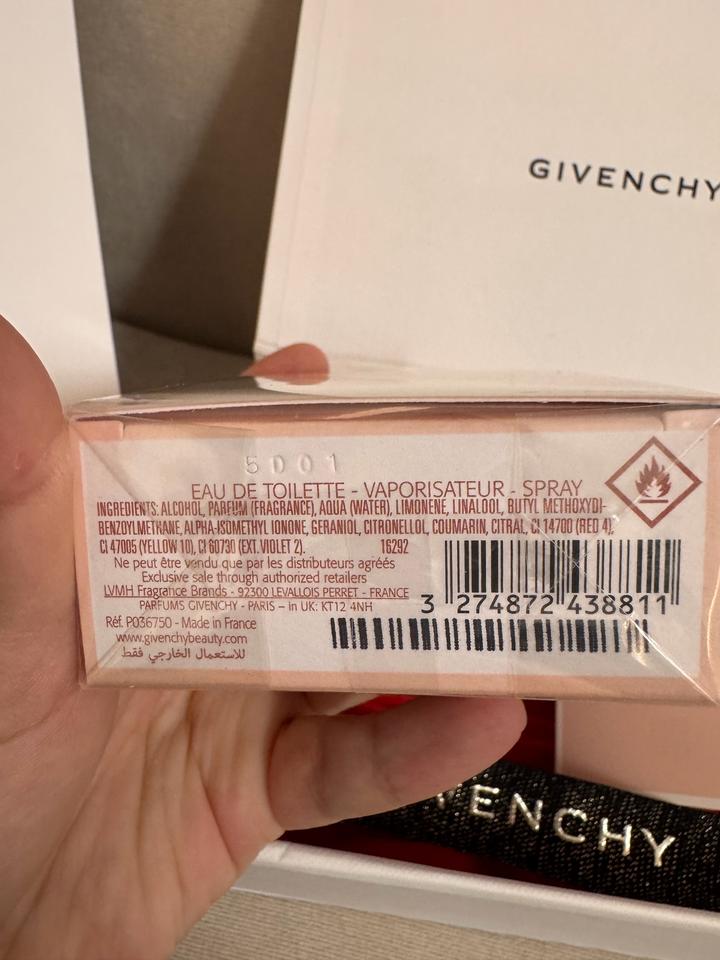 GIVENCHY
5D01
EAU DE TOILETTE - VAPORISATEUR - SPRAY
INGREDIENTS: ALCOHOL, PARFUM (FRAGRANCE), AQUA (WATER), LIMONENE, LINALOOL, BUTYL METHOXYDI-
BENZOYLMETHANE, ALPHA-ISOMETHYL IONONE, GERANIOL, CITRONELLOL, COUMARIN, CITRAL, CI 14700 (RED 4),
CI 47005 (YELLOW 10), CI 60730 (EXT. VIOLET 2). 16292
Ne peut être vendu que par les distributeurs agréés
Exclusive sale through authorized retailers
LVMH Fragrance Brands - 92300 LEVALLOIS PERRET - FRANCE
PARFUMS GIVENCHY - PARIS – in UK: KT12 4NH
Réf. P036750 - Made in France
www.givenchybeauty.com
للاستعمال الخارجي فقط
3 274872 438811
VENCHY